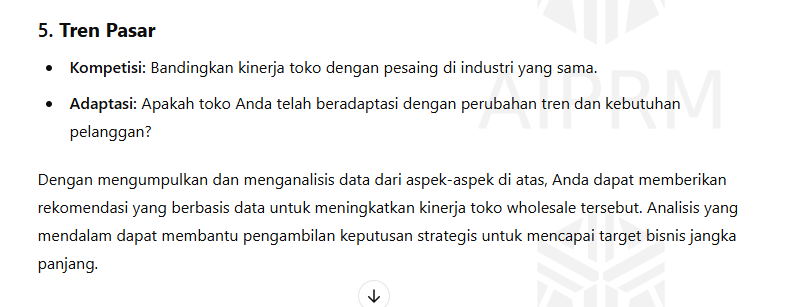 5. Tren Pasar
• Kompetisi: Bandingkan kinerja toko dengan pesaing di industri yang sama.
• Adaptasi: Apakah toko Anda telah beradaptasi dengan perubahan tren dan kebutuhan
pelanggan?
Dengan mengumpulkan dan menganalisis data dari aspek-aspek di atas, Anda dapat memberikan
rekomendasi yang berbasis data untuk meningkatkan kinerja toko wholesale tersebut. Analisis yang
mendalam dapat membantu pengambilan keputusan strategis untuk mencapai target bisnis jangka
panjang.
AIPRM